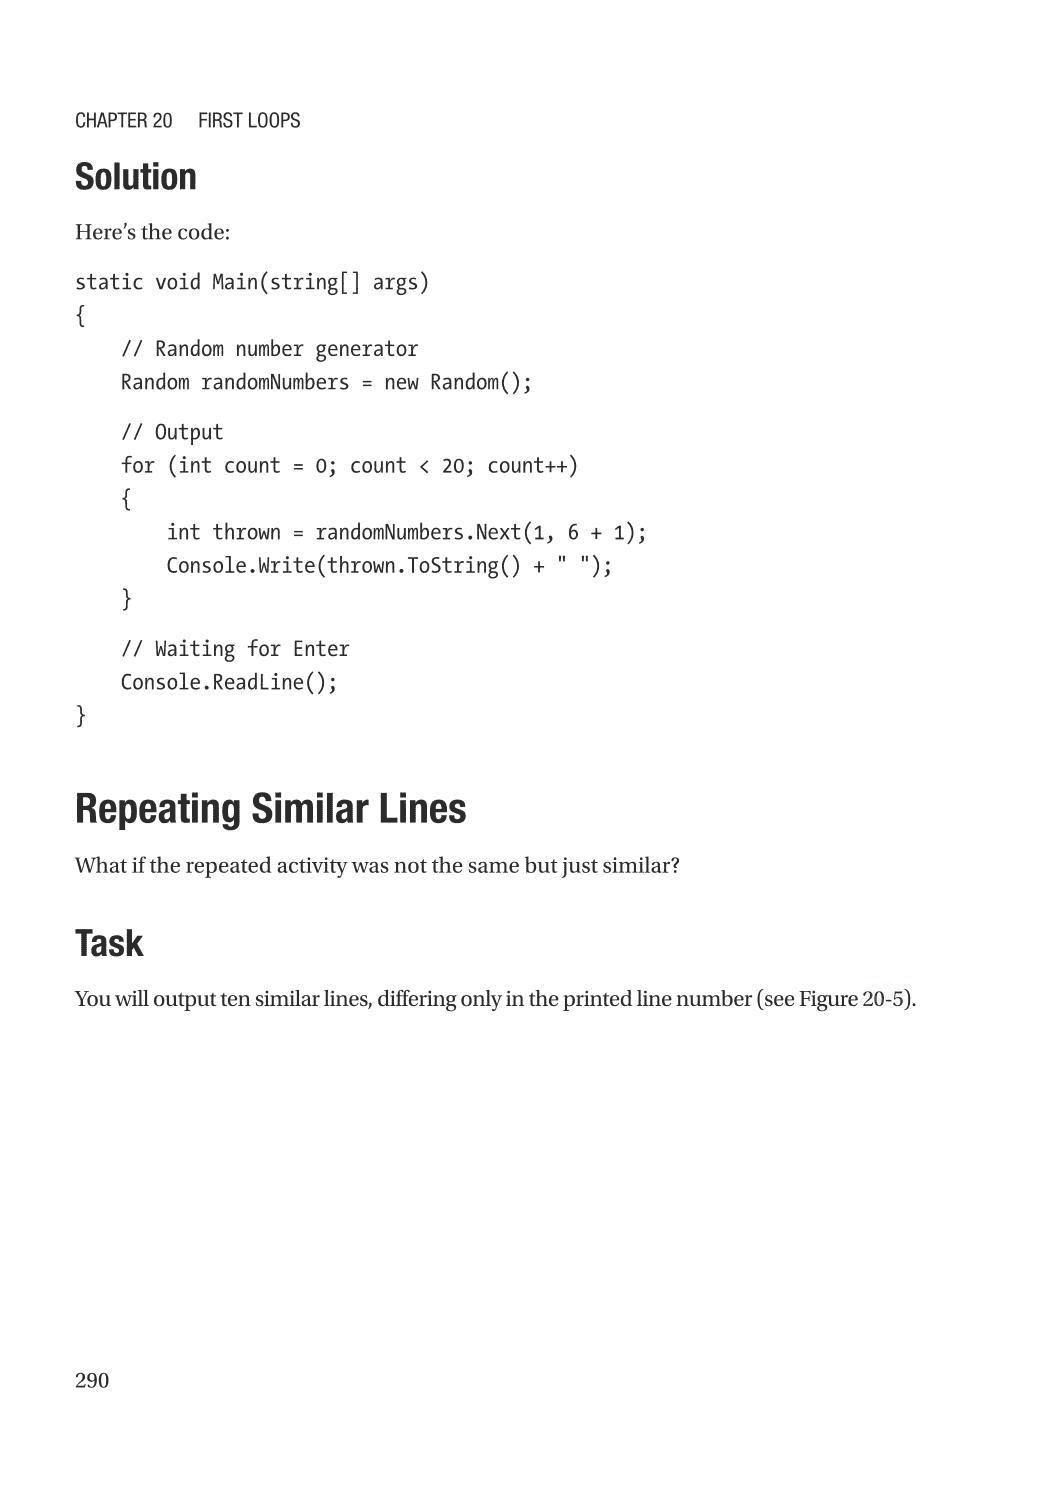 CHAPTER 20 FIRST LOOPS
Solution
Here’s the code:
static void Main(string[] args)
{
    // Random number generator
    Random randomNumbers = new Random();
    // Output
    for (int count = 0; count < 20; count++)
    {
        int thrown = randomNumbers.Next(1, 6 + 1);
        Console.Write(thrown.ToString() + " ");
    }
    // Waiting for Enter
    Console.ReadLine();
}
Repeating Similar Lines
What if the repeated activity was not the same but just similar?
Task
You will output ten similar lines, differing only in the printed line number (see Figure 20-5).
290